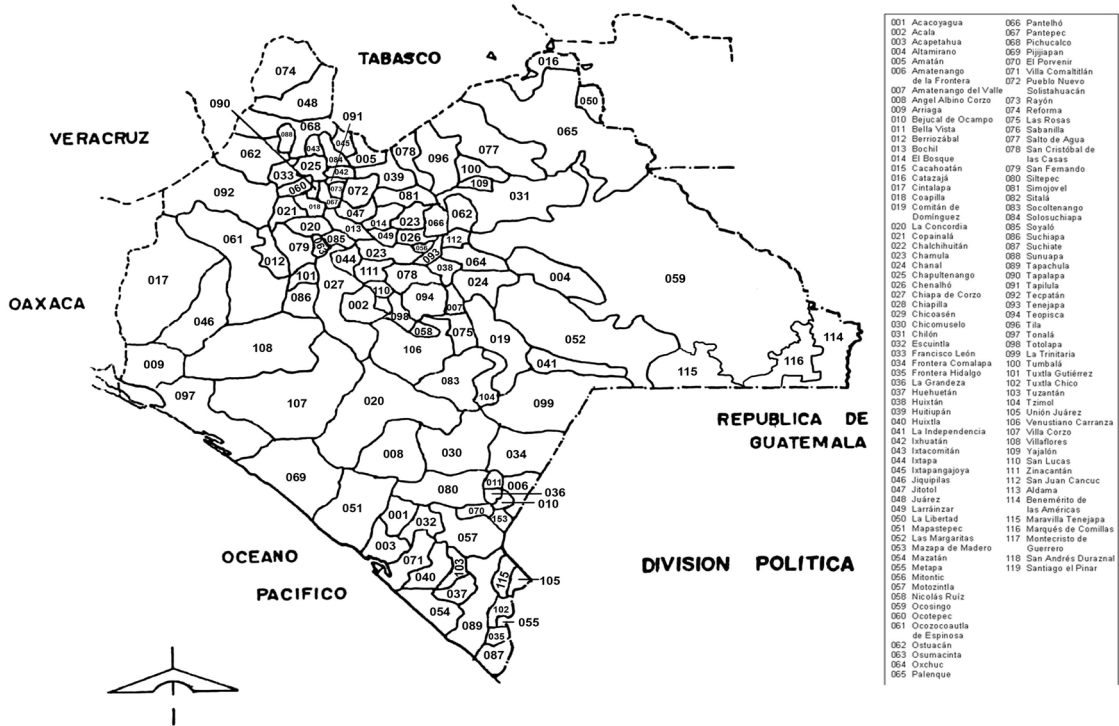 TABASCO
VERACRUZ
OAXACA
REPUBLICA DE
GUATEMALA
OCEANO
PACIFICO
DIVISION POLITICA
074
016
048
050
090
091
068
088
045
065
043
062
084
005
078
096
077
025
042
033
060
039
100
109
073
072
092
067
018
081
031
021
047
062
014
023
066
020
013
061
049
026
112
085
063
056
079
093
012
044
023
064
038
111
078
004
059
017
101
027
024
110
086
094
002
098
007
046
058
075
114
052
019
108
106
116
009
041
115
083
104
097
107
020
099
008
030
034
069
080
011
006
036
010
051
001
070
153
032
057
003
071
103
115
105
040
037
054
102
055
089
035
087
001 Acacoyagua
002 Acala
003 Acapetahua
004 Altamirano
005 Amatán
006 Amatenango
de la Frontera
007 Amatenango del Valle
008 Angel Albino Corzo
009 Arriaga
010 Bejucal de Ocampo
011 Bella Vista
012 Berriozábal
013 Bochil
014 El Bosque
015 Cacahoatán
016 Catazajá
017 Cintalapa
018 Coapilla
019 Comitán de
Domínguez
020 La Concordia
021 Copainalá
022 Chalchihuitán
023 Chamula
024 Chanal
025 Chapultenango
026 Chenalhó
027 Chiapa de Corzo
028 Chiapilla
029 Chicoasén
030 Chicomuselo
031 Chilón
032 Escuintla
033 Francisco León
034 Frontera Comalapa
035 Frontera Hidalgo
036 La Grandeza
037 Huehuetán
038 Huixtán
039 Huitiupán
040 Huixtla
041 La Independencia
042 Ixhuatán
043 Ixtacomitán
044 Ixtapa
045 Ixtapangajoya
046 Jiquipilas
047 Jitotol
048 Juárez
049 Larráinzar
050 La Libertad
051 Mapastepec
052 Las Margaritas
053 Mazapa de Madero
054 Mazatán
055 Metapa
056 Mitontic
057 Motozintla
058 Nicolás Ruíz
059 Ocosingo
060 Ocotepec
061 Ocozocoautla
de Espinosa
062 Ostuacán
063 Osumacinta
064 Oxchuc
065 Palenque
066 Pantelhó
067 Pantepec
068 Pichucalco
069 Pijijiapan
070 El Porvenir
071 Villa Comaltitlán
072 Pueblo Nuevo
Solistahuacán
073 Rayón
074 Reforma
075 Las Rosas
076 Sabanilla
077 Salto de Agua
078 San Cristóbal de
las Casas
079 San Fernando
080 Siltepec
081 Simojovel
082 Sitalá
083 Socoltenango
084 Solosuchiapa
085 Soyaló
086 Suchiapa
087 Suchiate
088 Sunuapa
089 Tapachula
090 Tapalapa
091 Tapilula
092 Tecpatán
093 Tenejapa
094 Teopisca
096 Tila
097 Tonalá
098 Totolapa
099 La Trinitaria
100 Tumbalá
101 Tuxtla Gutiérrez
102 Tuxtla Chico
103 Tuzantán
104 Tzimol
105 Unión Juárez
106 Venustiano Carranza
107 Villa Corzo
108 Villaflores
109 Yajalón
110 San Lucas
111 Zinacantán
112 San Juan Cancuc
113 Aldama
114 Benemérito de
las Américas
115 Maravilla Tenejapa
116 Marqués de Comillas
117 Montecristo de
Guerrero
118 San Andrés Duraznal
119 Santiago el Pinar